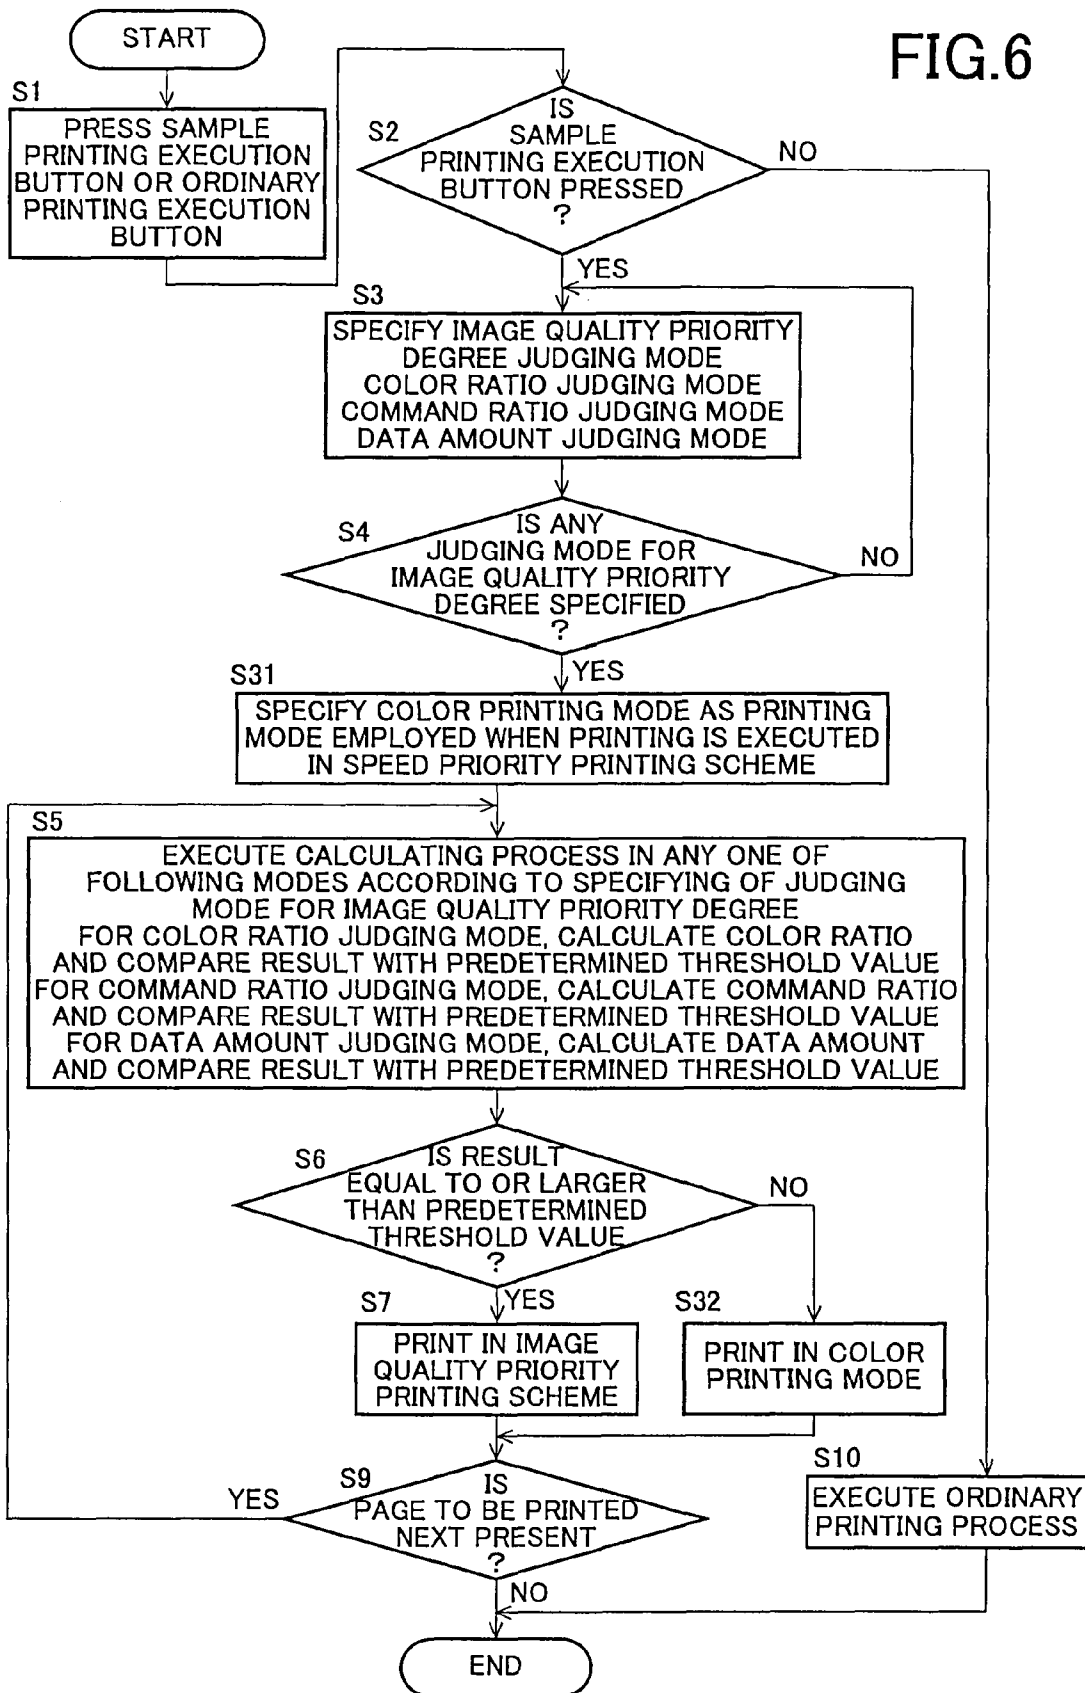 FIG.6
START
S1
PRESS SAMPLE
PRINTING EXECUTION
BUTTON OR ORDINARY
PRINTING EXECUTION
BUTTON
S2
IS
SAMPLE
PRINTING EXECUTION
BUTTON PRESSED
?
NO
YES
S3
SPECIFY IMAGE QUALITY PRIORITY
DEGREE JUDGING MODE
COLOR RATIO JUDGING MODE
COMMAND RATIO JUDGING MODE
DATA AMOUNT JUDGING MODE
S4
IS ANY
JUDGING MODE FOR
IMAGE QUALITY PRIORITY
DEGREE SPECIFIED
?
NO
YES
S31
SPECIFY COLOR PRINTING MODE AS PRINTING
MODE EMPLOYED WHEN PRINTING IS EXECUTED
IN SPEED PRIORITY PRINTING SCHEME
S5
EXECUTE CALCULATING PROCESS IN ANY ONE OF
FOLLOWING MODES ACCORDING TO SPECIFYING OF JUDGING
MODE FOR IMAGE QUALITY PRIORITY DEGREE
FOR COLOR RATIO JUDGING MODE, CALCULATE COLOR RATIO
AND COMPARE RESULT WITH PREDETERMINED THRESHOLD VALUE
FOR COMMAND RATIO JUDGING MODE, CALCULATE COMMAND RATIO
AND COMPARE RESULT WITH PREDETERMINED THRESHOLD VALUE
FOR DATA AMOUNT JUDGING MODE, CALCULATE DATA AMOUNT
AND COMPARE RESULT WITH PREDETERMINED THRESHOLD VALUE
S6
IS RESULT
EQUAL TO OR LARGER
THAN PREDETERMINED
THRESHOLD VALUE
?
NO
YES
S7
PRINT IN IMAGE
QUALITY PRIORITY
PRINTING SCHEME
S32
PRINT IN COLOR
PRINTING MODE
S9
IS
PAGE TO BE PRINTED
NEXT PRESENT
?
YES
NO
S10
EXECUTE ORDINARY
PRINTING PROCESS
END